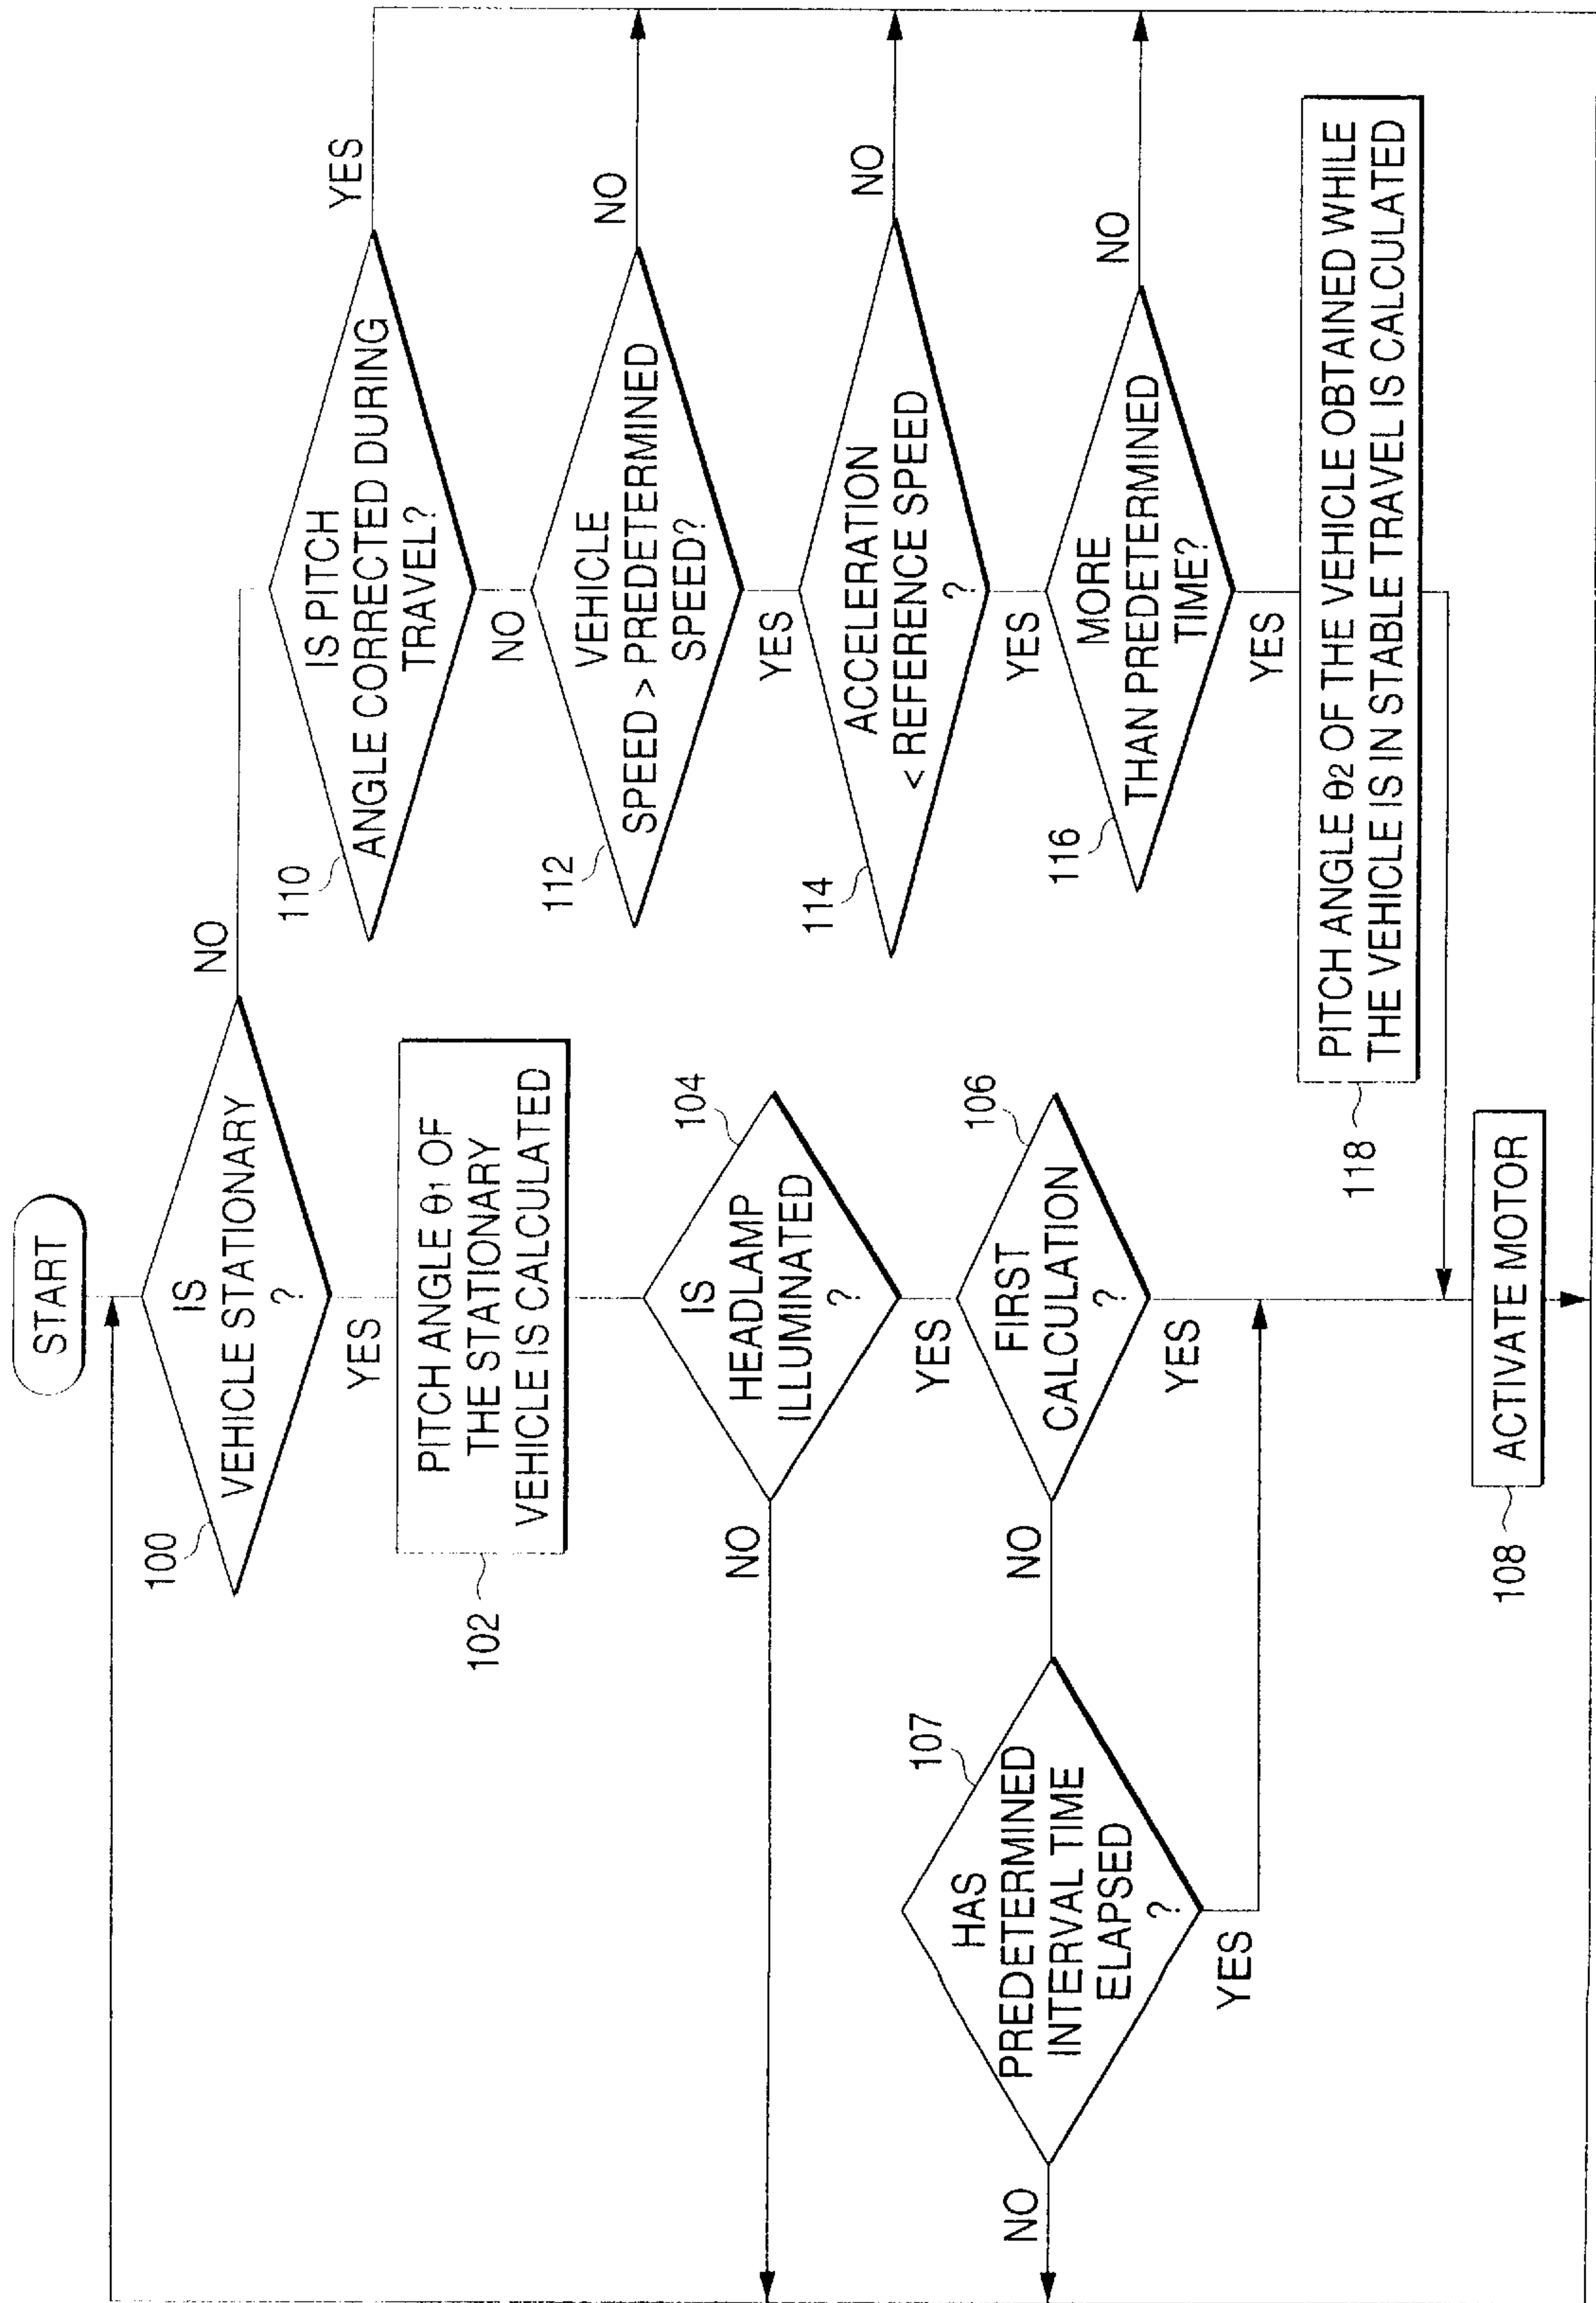 START
IS
VEHICLE STATIONARY
?
100
NO
YES
PITCH ANGLE θ1 OF
THE STATIONARY
VEHICLE IS CALCULATED
102
IS
HEADLAMP
ILLUMINATED
?
104
NO
YES
FIRST
CALCULATION
?
106
NO
YES
HAS
PREDETERMINED
INTERVAL TIME
ELAPSED
?
107
NO
YES
108
ACTIVATE MOTOR
IS PITCH
ANGLE CORRECTED DURING
TRAVEL?
110
YES
NO
VEHICLE
SPEED > PREDETERMINED
SPEED?
112
NO
YES
ACCELERATION
< REFERENCE SPEED
?
114
NO
YES
MORE
THAN PREDETERMINED
TIME?
116
NO
YES
PITCH ANGLE θ2 OF THE VEHICLE OBTAINED WHILE
THE VEHICLE IS IN STABLE TRAVEL IS CALCULATED
118